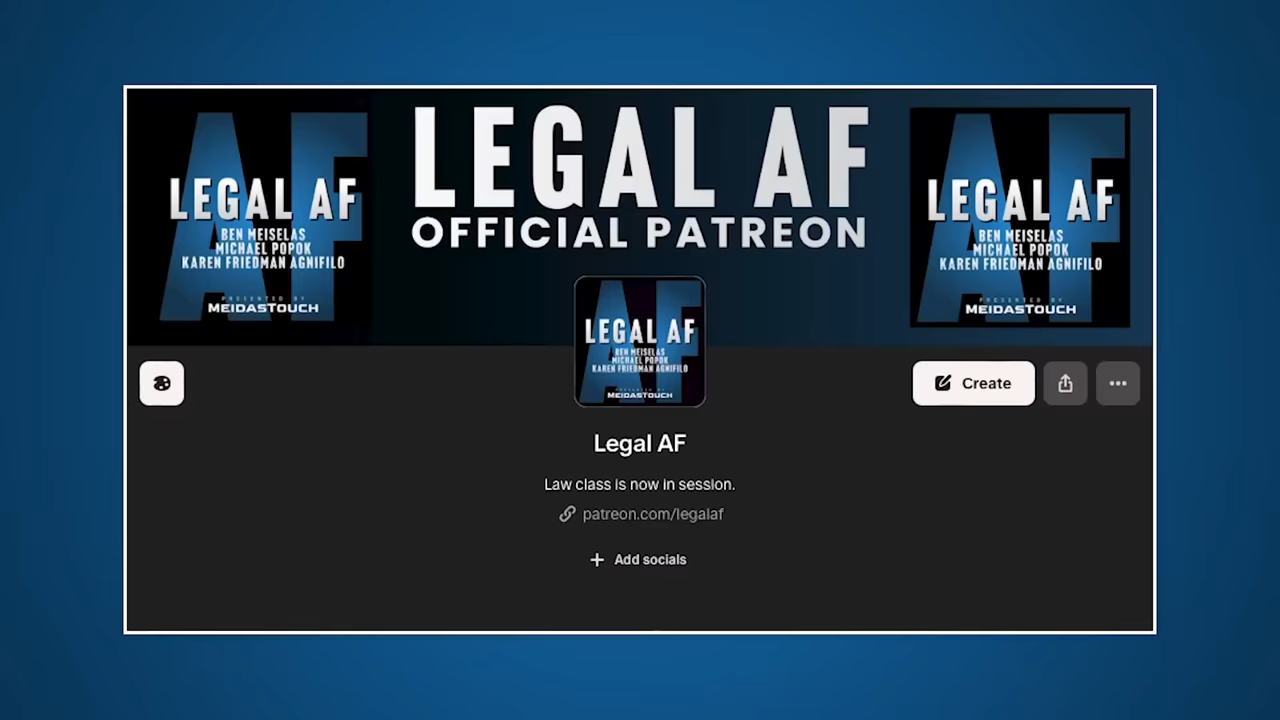 LEGAL AF
BEN MEISELAS
MICHAEL POPOK
KAREN FRIEDMAN AGNIFILO
PRESENTED BY
MEIDASTOUCH
LEGAL AF
OFFICIAL PATREON
LEGAL AF
BEN MEISELAS
MICHAEL POPOK
KAREN FRIEDMAN AGNIFILO
PRESENTED BY
MEIDASTOUCH
LEGAL AF
BEN MEISELAS
MICHAEL POPOK
KAREN FRIEDMAN AGNIFILO
PRESENTED BY
MEIDASTOUCH
Create
Legal AF
Law class is now in session.
patreon.com/legalaf
Add socials